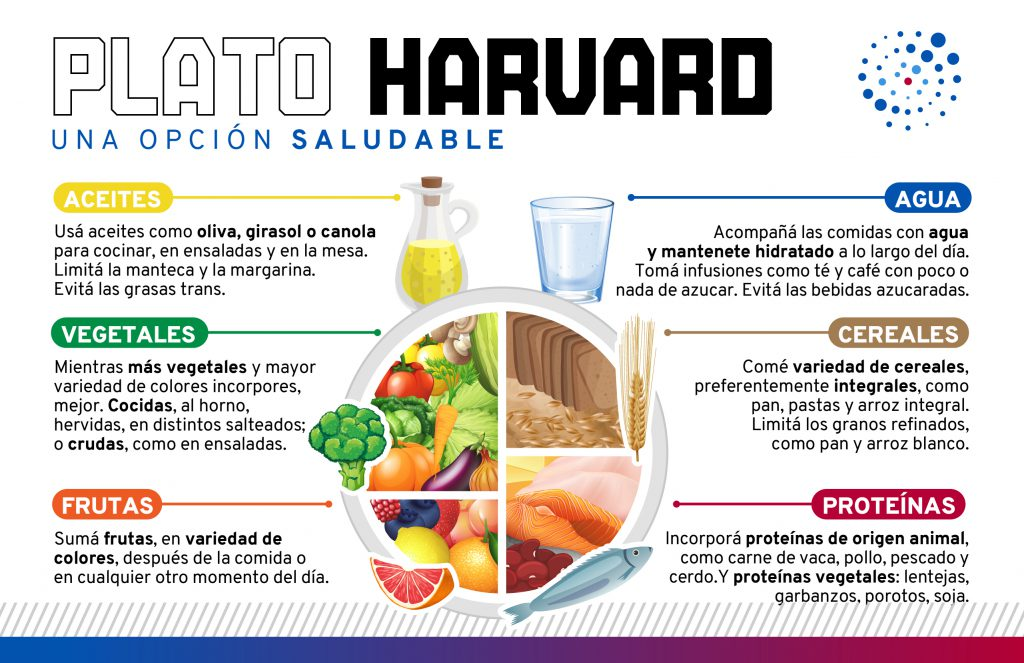 PLATO HARVARD
UNA OPCIÓN SALUDABLE
ACEITES
Usá aceites como oliva, girasol o canola
para cocinar, en ensaladas y en la mesa.
Limitá la manteca y la margarina.
Evitá las grasas trans.
AGUA
Acompañá las comidas con agua
y mantenete hidratado a lo largo del día.
Tomá infusiones como té y café con poco o
nada de azucar. Evitá las bebidas azucaradas.
VEGETALES
Mientras más vegetales y mayor
variedad de colores incorpores,
mejor. Cocidas, al horno,
hervidas, en distintos salteados;
o crudas, como en ensaladas.
CEREALES
Comé variedad de cereales,
preferentemente integrales, como
pan, pastas y arroz integral.
Limitá los granos refinados,
como pan y arroz blanco.
FRUTAS
Sumá frutas, en variedad de
colores, después de la comida o
en cualquier otro momento del día.
PROTEÍNAS
Incorporá proteínas de origen animal,
como carne de vaca, pollo, pescado y
cerdo.Y proteínas vegetales: lentejas,
garbanzos, porotos, soja.